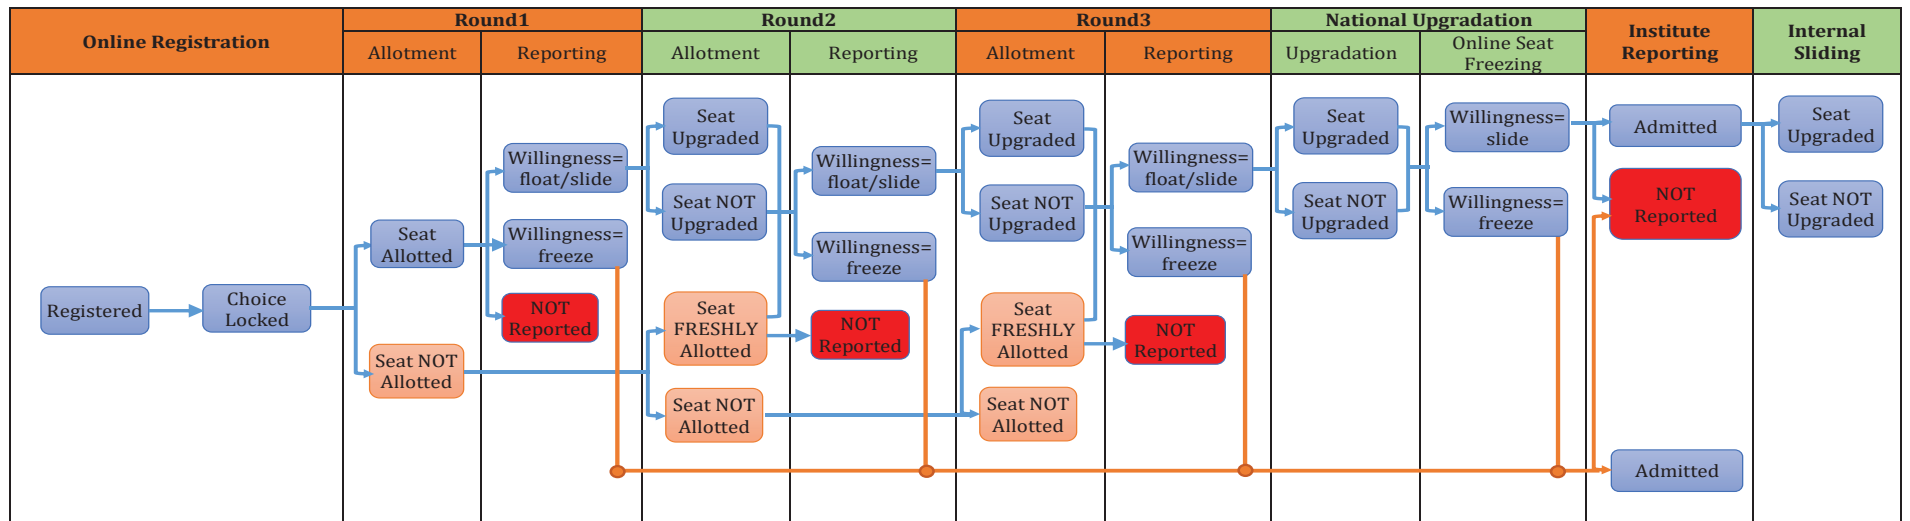 Online Registration
Round1
Round2
Round3
National Upgradation
Institute
Reporting
Internal
Sliding
Allotment
Reporting
Allotment
Reporting
Allotment
Reporting
Upgradation
Online Seat
Freezing
Registered
Choice
Locked
Seat
Allotted
Seat NOT
Allotted
Willingness=
float/slide
Willingness=
freeze
NOT
Reported
Seat
Upgraded
Seat NOT
Upgraded
Seat
FRESHLY
Allotted
Seat NOT
Allotted
Willingness=
float/slide
Willingness=
freeze
NOT
Reported
Seat
Upgraded
Seat NOT
Upgraded
Seat
FRESHLY
Allotted
Seat NOT
Allotted
Willingness=
float/slide
Willingness=
freeze
NOT
Reported
Seat
Upgraded
Seat NOT
Upgraded
Willingness=
slide
Willingness=
freeze
Admitted
NOT
Reported
Admitted
Seat
Upgraded
Seat NOT
Upgraded